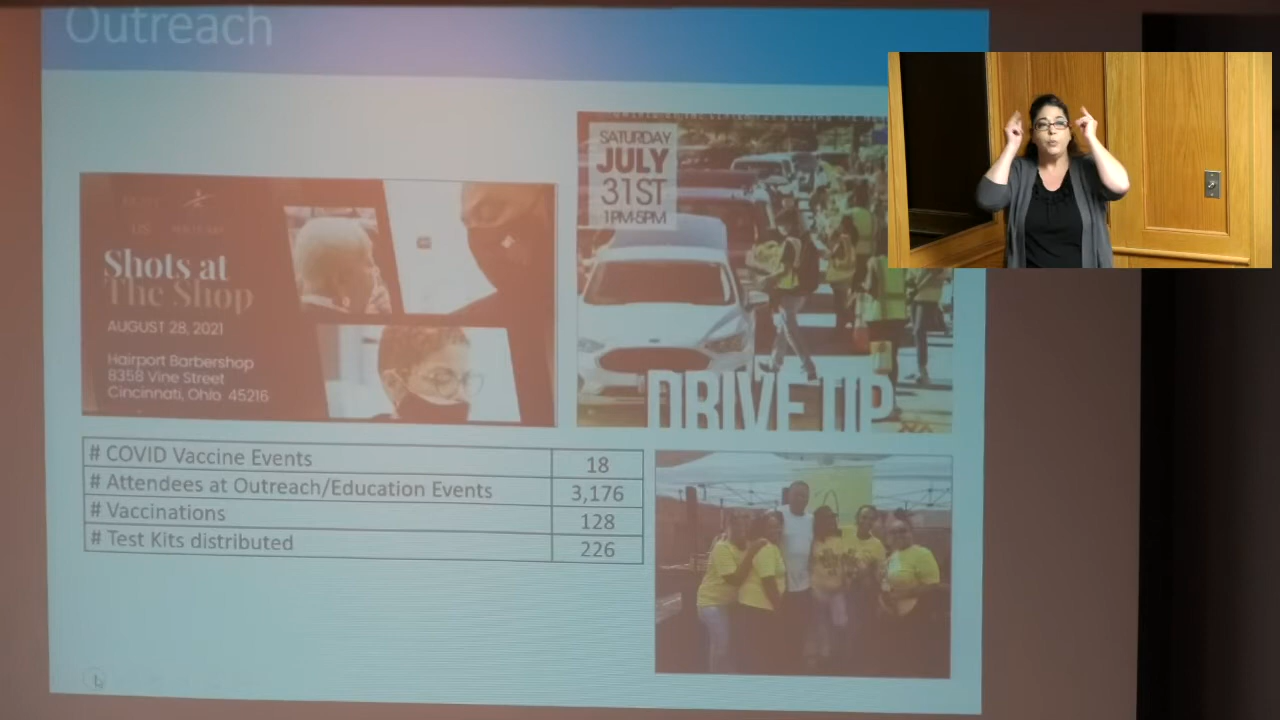 Outreach
SATURDAY
JULY
31ST
1PM-5PM
Shots at
The Shop
AUGUST 28, 2021
Hairport Barbershop
8358 Vine Street
Cincinnati, Ohio 45216
DRIVE UP
# COVID Vaccine Events 18
# Attendees at Outreach/Education Events 3,176
# Vaccinations 128
# Test Kits distributed 226